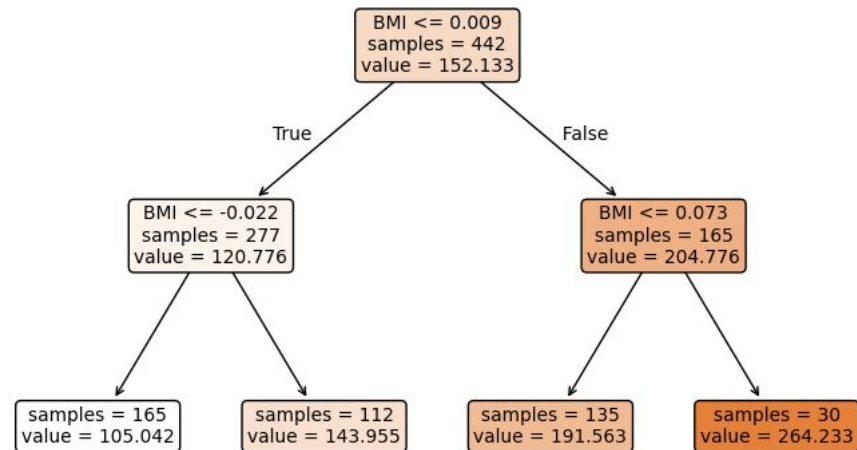 BMI <= 0.009
samples = 442
value = 152.133
True
False
BMI <= -0.022
samples = 277
value = 120.776
BMI <= 0.073
samples = 165
value = 204.776
samples = 165
value = 105.042
samples = 112
value = 143.955
samples = 135
value = 191.563
samples = 30
value = 264.233